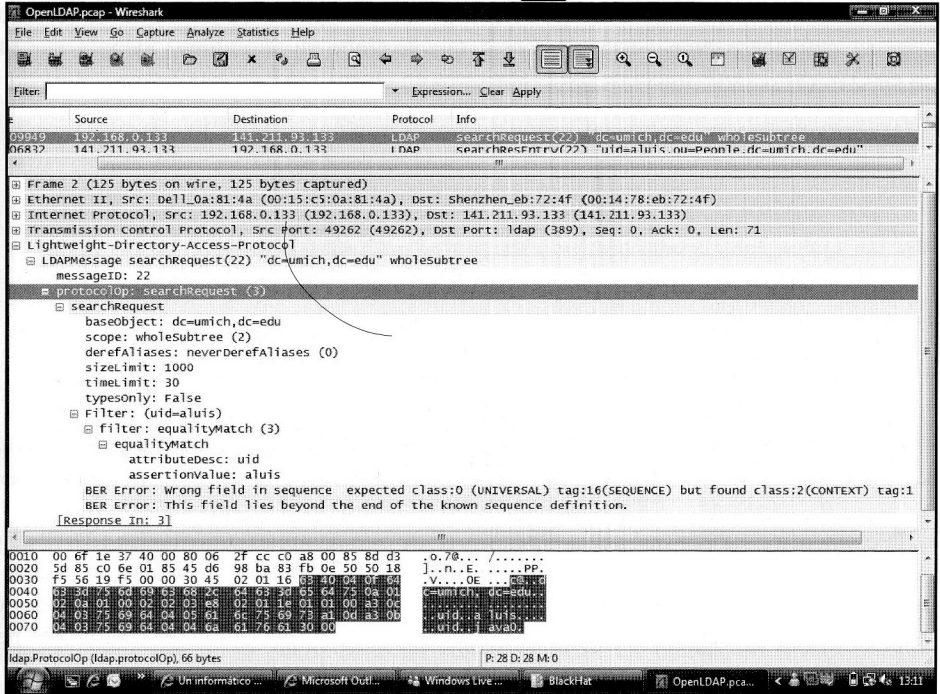 OpenLDAP.pcap - Wireshark
File Edit View Go Capture Analyze Statistics Help
Filter: Expression... Clear Apply
e Source Destination Protocol Info
09949 192.168.0.133 141.211.93.133 LDAP searchRequest(22) "dc=umich,dc=edu" wholeSubtree
06832 141.211.93.133 192.168.0.133 LDAP searchResEntry(22) "uid=aluis,ou=People,dc=umich,dc=edu"
Frame 2 (125 bytes on wire, 125 bytes captured)
Ethernet II, Src: Dell_0a:81:4a (00:15:c5:0a:81:4a), Dst: Shenzhen_eb:72:4f (00:14:78:eb:72:4f)
Internet Protocol, Src: 192.168.0.133 (192.168.0.133), Dst: 141.211.93.133 (141.211.93.133)
Transmission Control Protocol, Src Port: 49262 (49262), Dst Port: ldap (389), Seq: 0, Ack: 0, Len: 71
Lightweight-Directory-Access-Protocol
LDAPMessage searchRequest(22) "dc=umich,dc=edu" wholeSubtree
messageID: 22
protocolOp: searchRequest (3)
searchRequest
baseObject: dc=umich,dc=edu
scope: wholeSubtree (2)
derefAliases: neverDerefAliases (0)
sizeLimit: 1000
timeLimit: 30
typesOnly: False
Filter: (uid=aluis)
filter: equalityMatch (3)
equalityMatch
attributeDesc: uid
assertionValue: aluis
BER Error: Wrong field in sequence expected class:0 (UNIVERSAL) tag:16(SEQUENCE) but found class:2(CONTEXT) tag:1
BER Error: This field lies beyond the end of the known sequence definition.
[Response In: 3]
0010 00 6f 1e 37 40 00 80 06 2f cc c0 a8 00 85 8d d3 .o.7@... /.......
0020 5d 85 c0 6e 01 85 45 d6 98 ba 83 fb 0e 50 50 18 ]..n..E. .....PP.
0030 f5 56 19 f5 00 00 30 45 02 01 16 63 40 04 0f 64 .V....0E ...c@..d
0040 63 3d 75 6d 69 63 68 2c 64 63 3d 65 64 75 0a 01 c=umich, dc=edu..
0050 02 0a 01 00 02 02 03 e8 02 01 1e 01 01 00 a3 0c ........ ........
0060 04 03 75 69 64 04 05 61 6c 75 69 73 a1 0d a3 0b ..uid..a luis....
0070 04 03 75 69 64 04 04 6a 61 76 61 30 00 ..uid..j ava0.
ldap.ProtocolOp (ldap.protocolOp), 66 bytes P: 28 D: 28 M: 0
Un informático ... Microsoft Outl... Windows Live ... BlackHat OpenLDAP.pca... 13:11